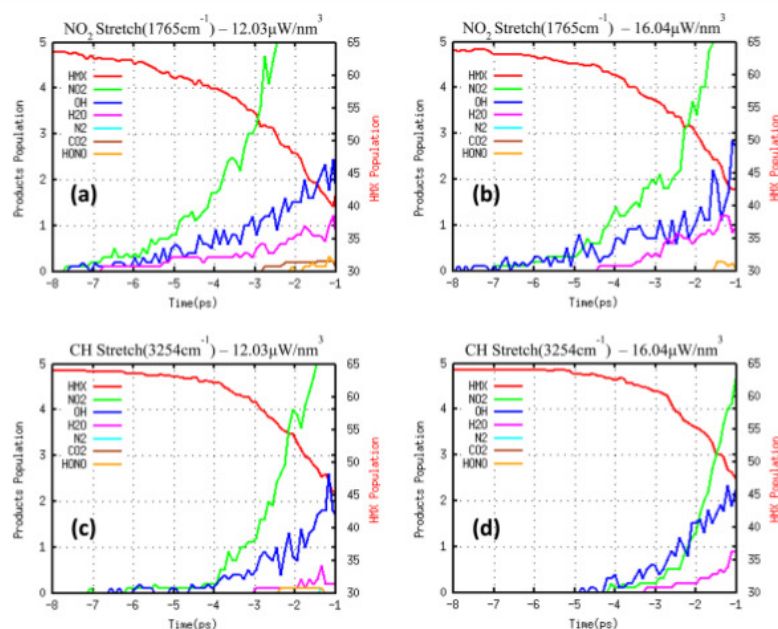 NO2 Stretch(1765cm-1) – 12.03μW/nm3
5
4
3
2
1
0
Products Population
65
60
55
50
45
40
35
30
HMX Population
HMX
NO2
OH
H2O
N2
CO2
HONO
(a)
-8 -7 -6 -5 -4 -3 -2 -1
Time(ps)
NO2 Stretch(1765cm-1) – 16.04μW/nm3
5
4
3
2
1
0
Products Population
65
60
55
50
45
40
35
30
HMX Population
HMX
NO2
OH
H2O
N2
CO2
HONO
(b)
-8 -7 -6 -5 -4 -3 -2 -1
Time(ps)
CH Stretch(3254cm-1) – 12.03μW/nm3
5
4
3
2
1
0
Products Population
65
60
55
50
45
40
35
30
HMX Population
HMX
NO2
OH
H2O
N2
CO2
HONO
(c)
-8 -7 -6 -5 -4 -3 -2 -1
Time(ps)
CH Stretch(3254cm-1) – 16.04μW/nm3
5
4
3
2
1
0
Products Population
65
60
55
50
45
40
35
30
HMX Population
HMX
NO2
OH
H2O
N2
CO2
HONO
(d)
-8 -7 -6 -5 -4 -3 -2 -1
Time(ps)